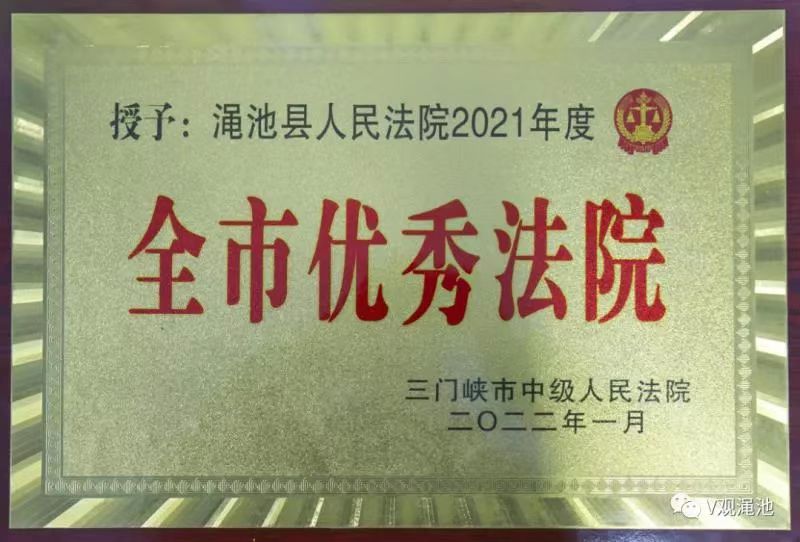 授予：渑池县人民法院2021年度
全市优秀法院
三门峡市中级人民法院
二〇二二年一月
V观渑池